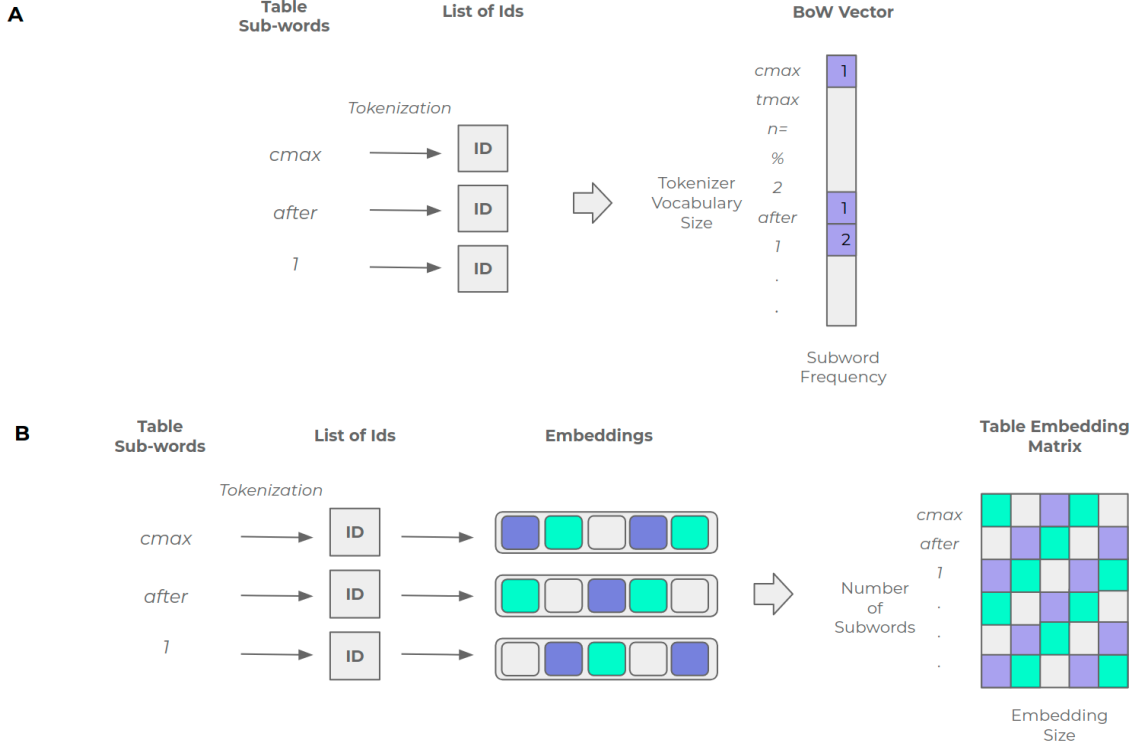 A
Table
Sub-words
List of Ids
BoW Vector
Tokenization
cmax
ID
after
ID
1
ID
Tokenizer
Vocabulary
Size
cmax
tmax
n=
%
2
after
1
.
.
1
1
2
Subword
Frequency
B
Table
Sub-words
List of Ids
Embeddings
Table Embedding
Matrix
Tokenization
cmax
ID
after
ID
1
ID
Number
of
Subwords
cmax
after
1
.
.
.
Embedding
Size